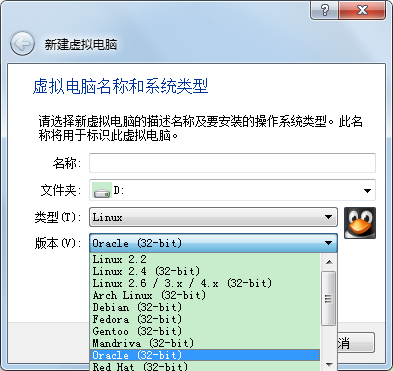 新建虚拟电脑
虚拟电脑名称和系统类型
请选择新虚拟电脑的描述名称及要安装的操作系统类型。此名
称将用于标识此虚拟电脑。
名称:
文件夹: D:
类型(T): Linux
版本(V): Oracle (32-bit)
Linux 2.2
Linux 2.4 (32-bit)
Linux 2.6 / 3.x / 4.x (32-bit)
Arch Linux (32-bit)
Debian (32-bit)
Fedora (32-bit)
Gentoo (32-bit)
Mandriva (32-bit)
Oracle (32-bit)
Red Hat (32-bit)
消